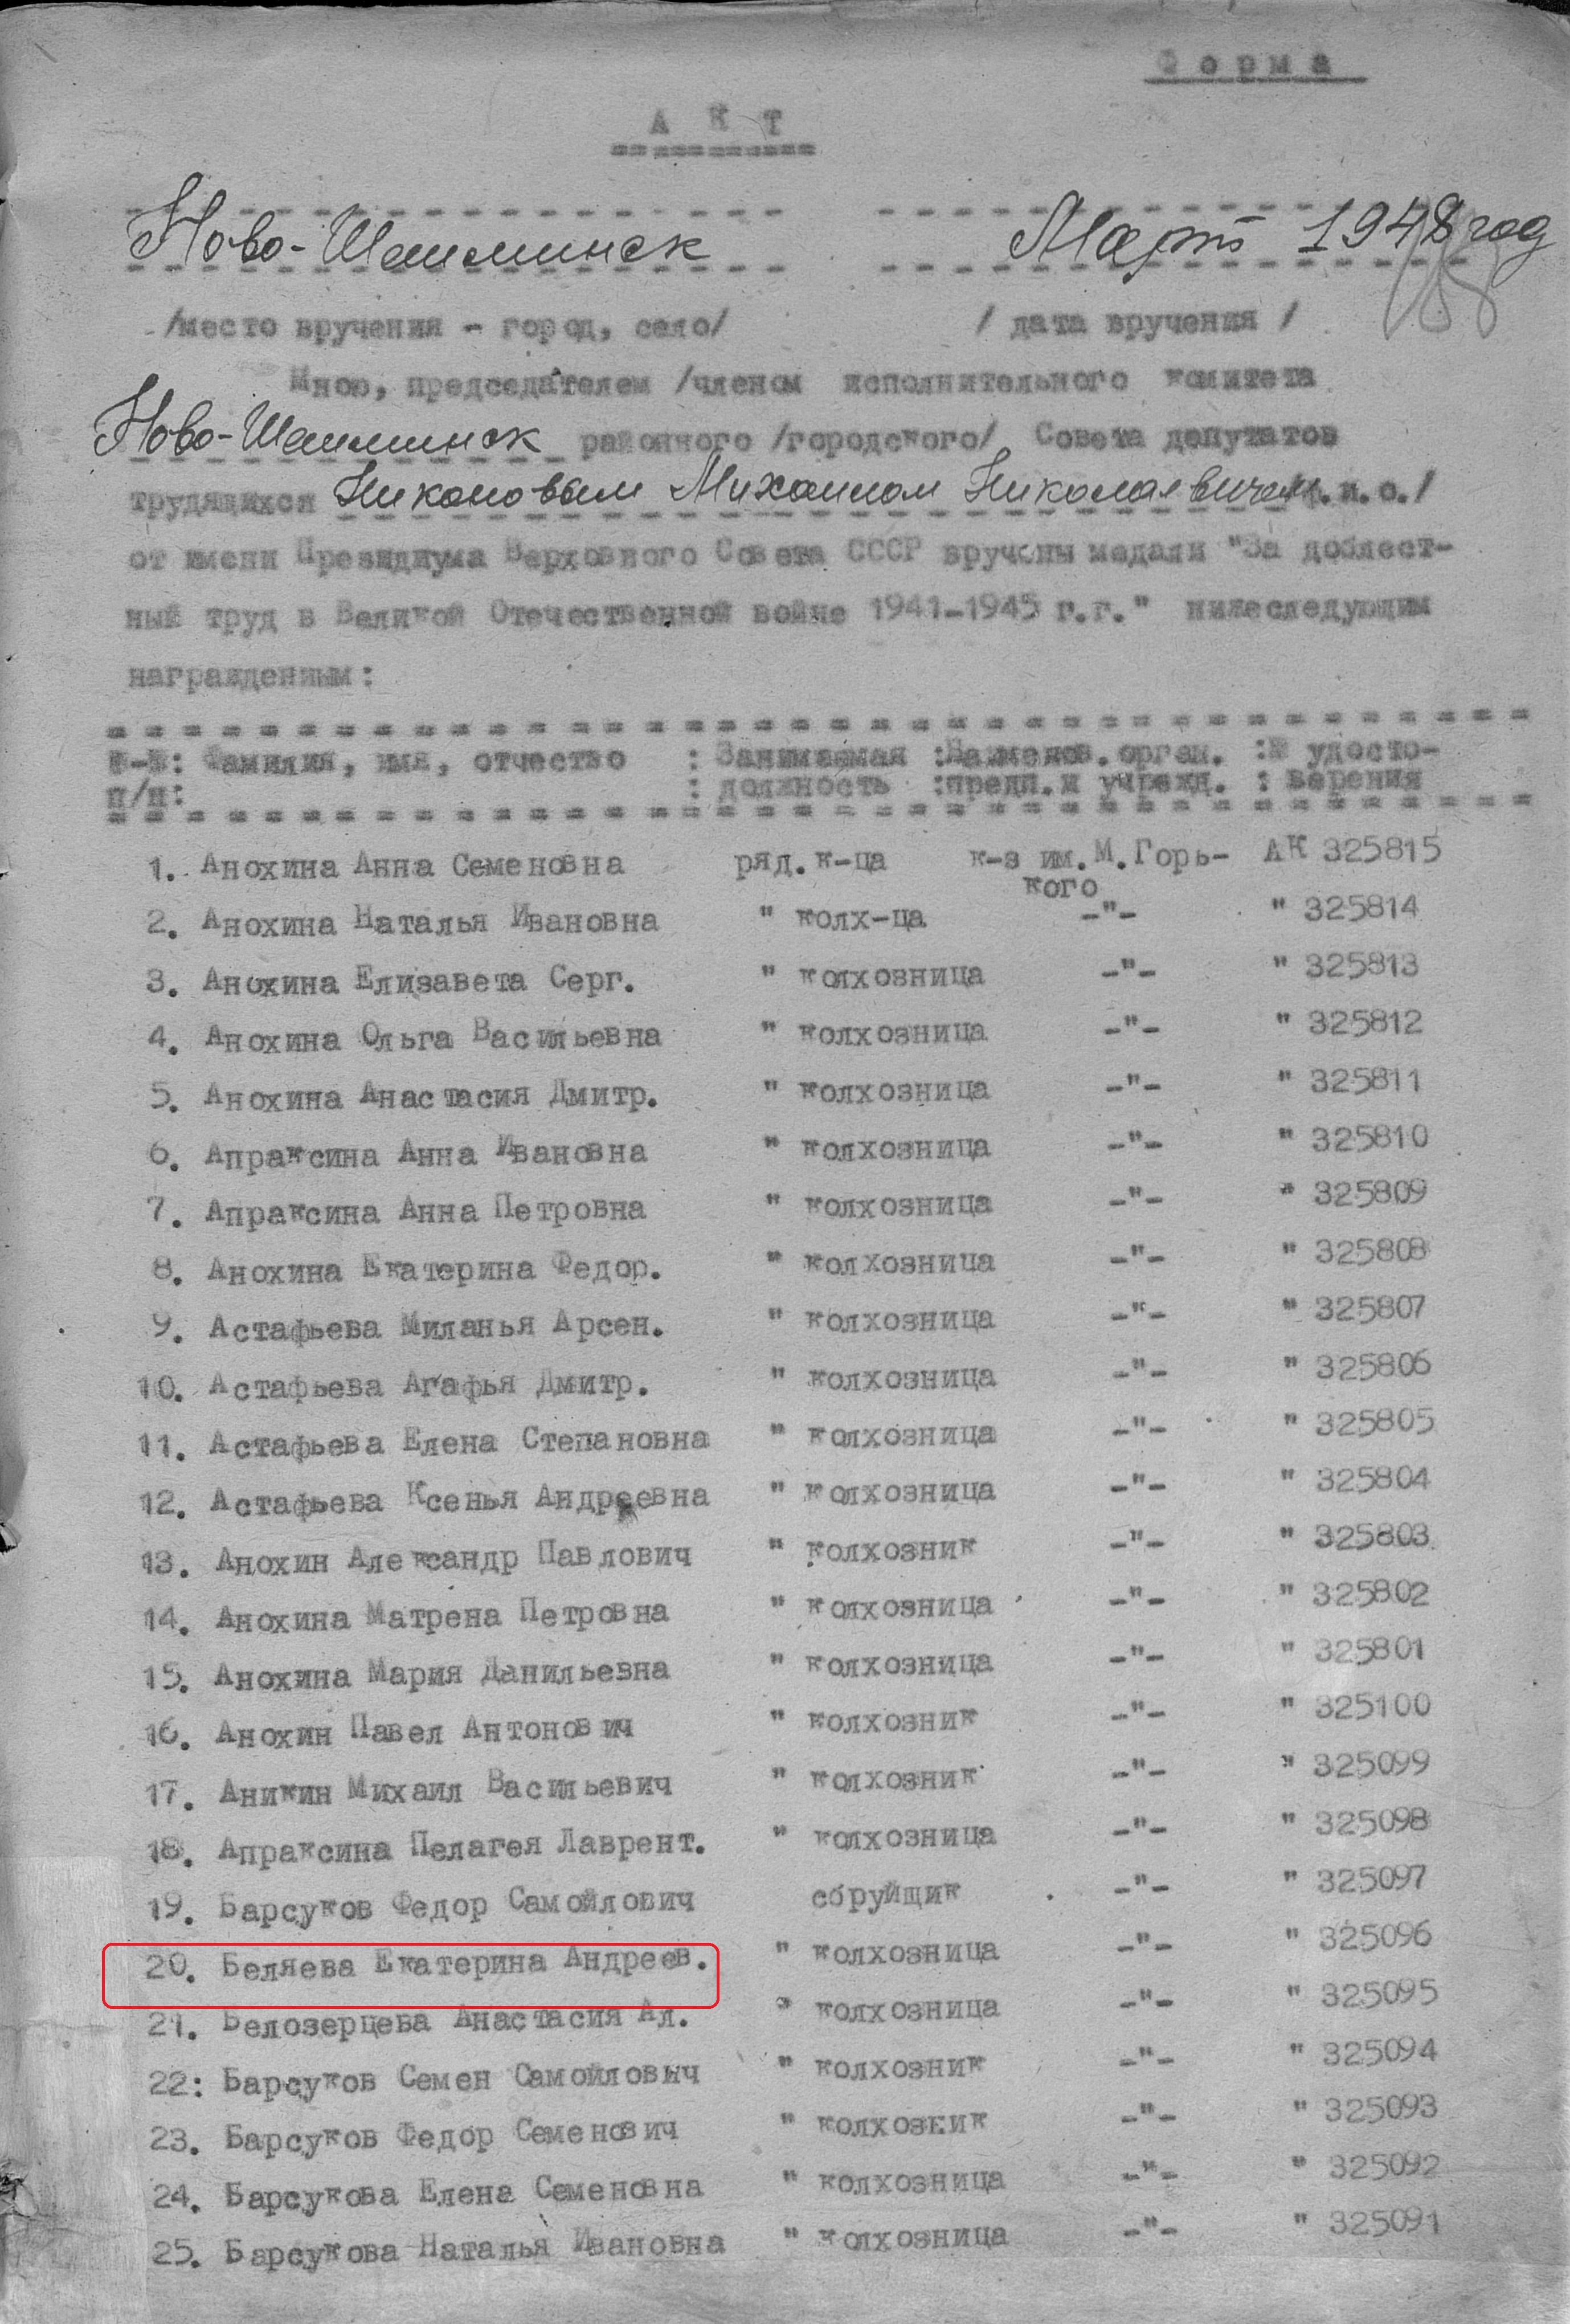 Форма
АКТ
Ново-Шешминск Март 1948 год
/место вручения - город, село/ / дата вручения /
Мною, председателем /членом исполнительного комитета
Ново-Шешминск районного /городского/ Совета депутатов
трудящихся Никоновым Михаилом Николаевичем и.о./
от имени Президиума Верховного Совета СССР вручены медали "За доблест-
ный труд в Великой Отечественной войне 1941-1945 г.г." нижеследующим
награжденным:
№-№: Фамилия, имя, отчество : Занимаемая :Наименов. орган. :№ удосто-
п/п: : должность :предп. и учрежд. : верения
1. Анохина Анна Семеновна ряд. к-ца к-з им. М. Горь- АК 325815
кого
2. Анохина Наталья Ивановна " колх-ца -"- " 325814
3. Анохина Елизавета Серг. " колхозница -"- " 325813
4. Анохина Ольга Васильевна " колхозница -"- " 325812
5. Анохина Анастасия Дмитр. " колхозница -"- " 325811
6. Апраксина Анна Ивановна " колхозница -"- " 325810
7. Апраксина Анна Петровна " колхозница -"- " 325809
8. Анохина Екатерина Федор. " колхозница -"- " 325808
9. Астафьева Миланья Арсен. " колхозница -"- " 325807
10. Астафьева Агафья Дмитр. " колхозница -"- " 325806
11. Астафьева Елена Степановна " колхозница -"- " 325805
12. Астафьева Ксенья Андреевна " колхозница -"- " 325804
13. Анохин Александр Павлович " колхозник -"- " 325803
14. Анохина Матрена Петровна " колхозница -"- " 325802
15. Анохина Мария Данильевна " колхозница -"- " 325801
16. Анохин Павел Антонович " колхозник -"- " 325100
17. Аникин Михаил Васильевич " колхозник -"- " 325099
18. Апраксина Пелагея Лаврент. " колхозница -"- " 325098
19. Барсуков Федор Самойлович сбруйщик -"- " 325097
20. Беляева Екатерина Андреев. " колхозница -"- " 325096
21. Белозерцева Анастасия Ал. " колхозница -"- " 325095
22: Барсуков Семен Самойловыч " колхозник -"- " 325094
23. Барсуков Федор Семенович " колхозник -"- " 325093
24. Барсукова Елена Семеновна " колхозница -"- " 325092
25. Барсукова Наталья Ивановна " колхозница -"- " 325091